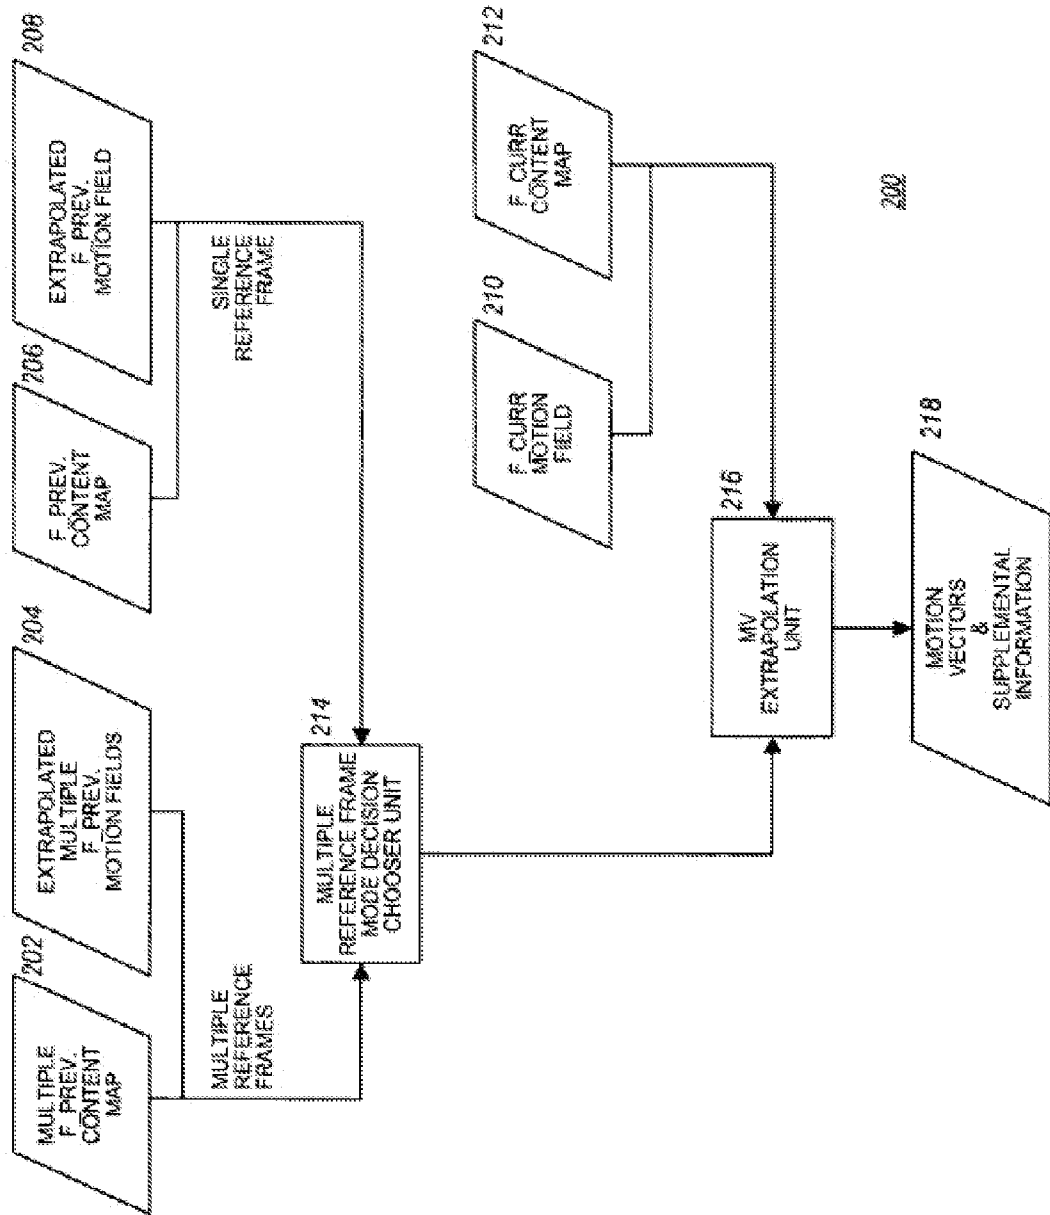 202
MULTIPLE
F_PREV.
CONTENT
MAP
204
EXTRAPOLATED
MULTIPLE
F_PREV.
MOTION FIELDS
206
F_PREV.
CONTENT
MAP
208
EXTRAPOLATED
F_PREV.
MOTION FIELD
MULTIPLE
REFERENCE
FRAMES
SINGLE
REFERENCE
FRAME
214
MULTIPLE
REFERENCE FRAME
MODE DECISION
CHOOSER UNIT
210
F_CURR
MOTION
FIELD
212
F_CURR
CONTENT
MAP
216
MV
EXTRAPOLATION
UNIT
218
MOTION
VECTORS
&
SUPPLEMENTAL
INFORMATION
200